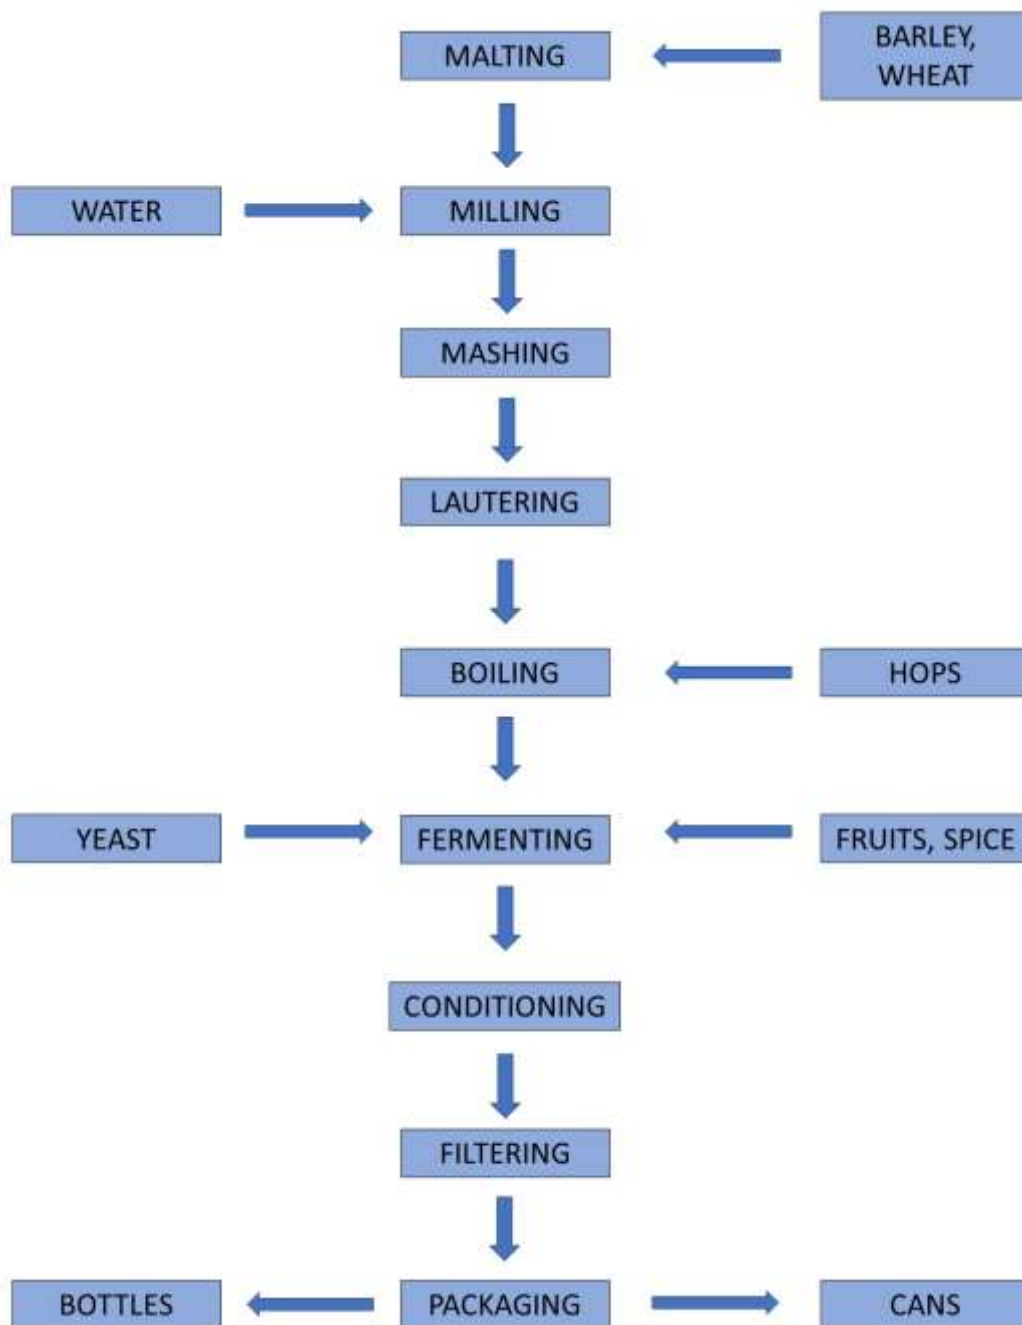 MALTING
BARLEY,
WHEAT
WATER
MILLING
MASHING
LAUTERING
BOILING
HOPS
YEAST
FERMENTING
FRUITS, SPICE
CONDITIONING
FILTERING
BOTTLES
PACKAGING
CANS